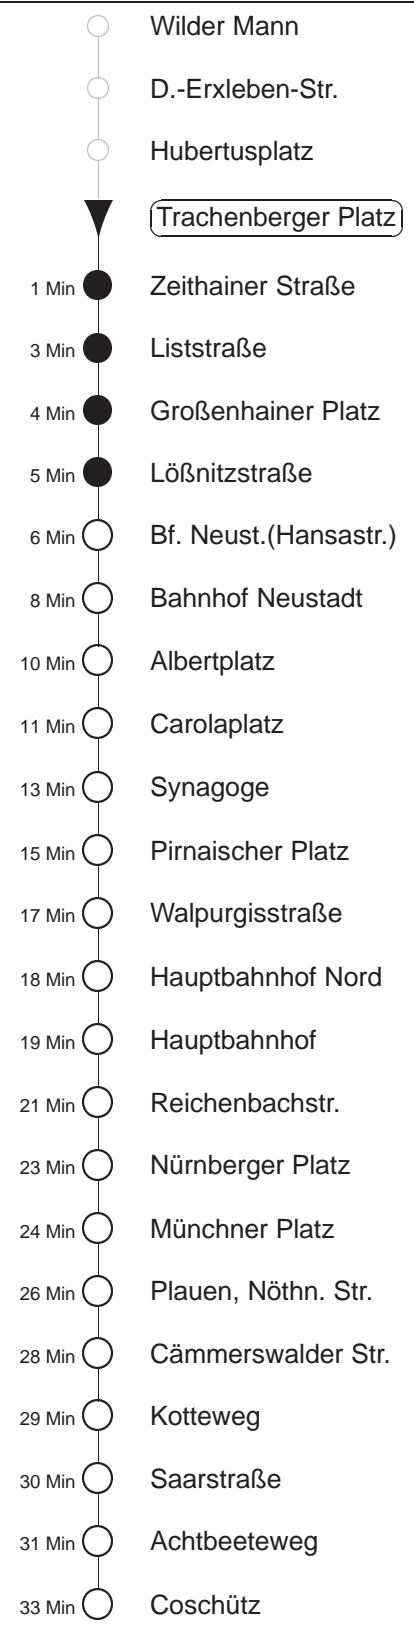 Wilder Mann
D.-Erxleben-Str.
Hubertusplatz
Trachenberger Platz
1 Min Zeithainer Straße
3 Min Liststraße
4 Min Großenhainer Platz
5 Min Lößnitzstraße
6 Min Bf. Neust.(Hansastr.)
8 Min Bahnhof Neustadt
10 Min Albertplatz
11 Min Carolaplatz
13 Min Synagoge
15 Min Pirnaischer Platz
17 Min Walpurgisstraße
18 Min Hauptbahnhof Nord
19 Min Hauptbahnhof
21 Min Reichenbachstr.
23 Min Nürnberger Platz
24 Min Münchner Platz
26 Min Plauen, Nöthn. Str.
28 Min Cämmerswalder Str.
29 Min Kotteweg
30 Min Saarstraße
31 Min Achtbeeteweg
33 Min Coschütz